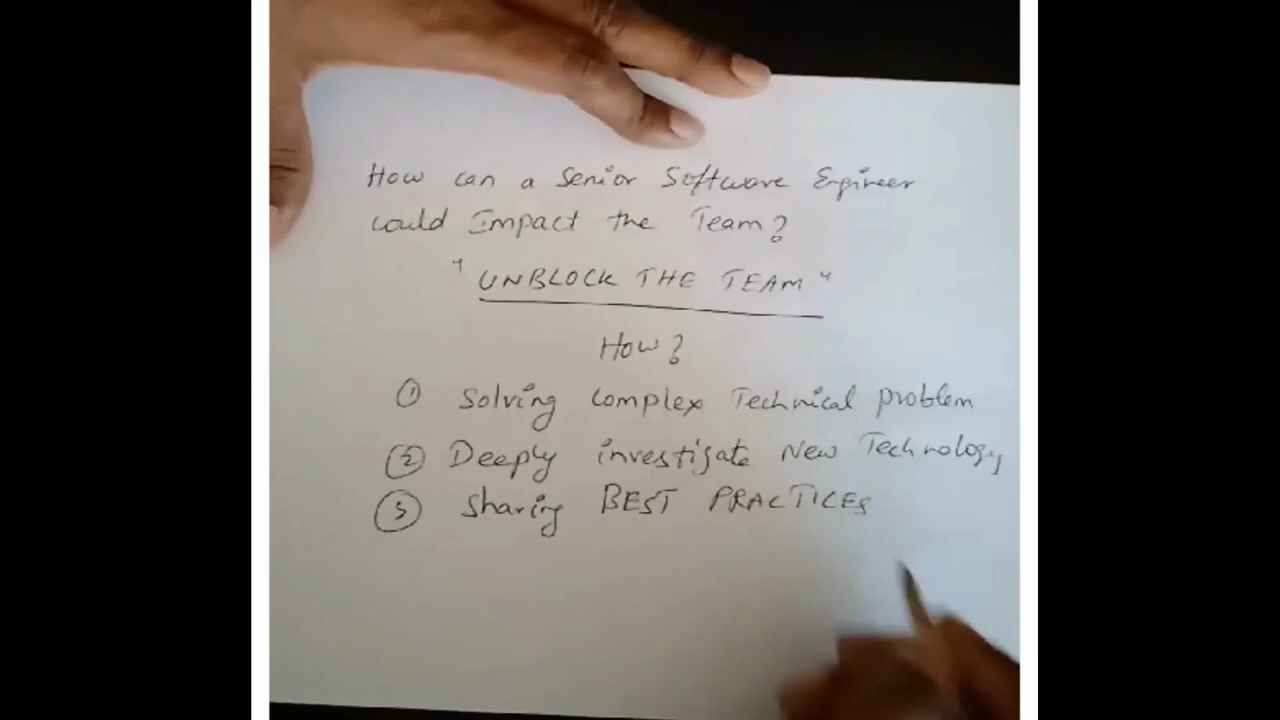 How can a Senior Software Engineer
could Impact the Team?
"UNBLOCK THE TEAM"
How?
① Solving complex Technical problem
② Deeply investigate New Technology
③ Sharing BEST PRACTICES